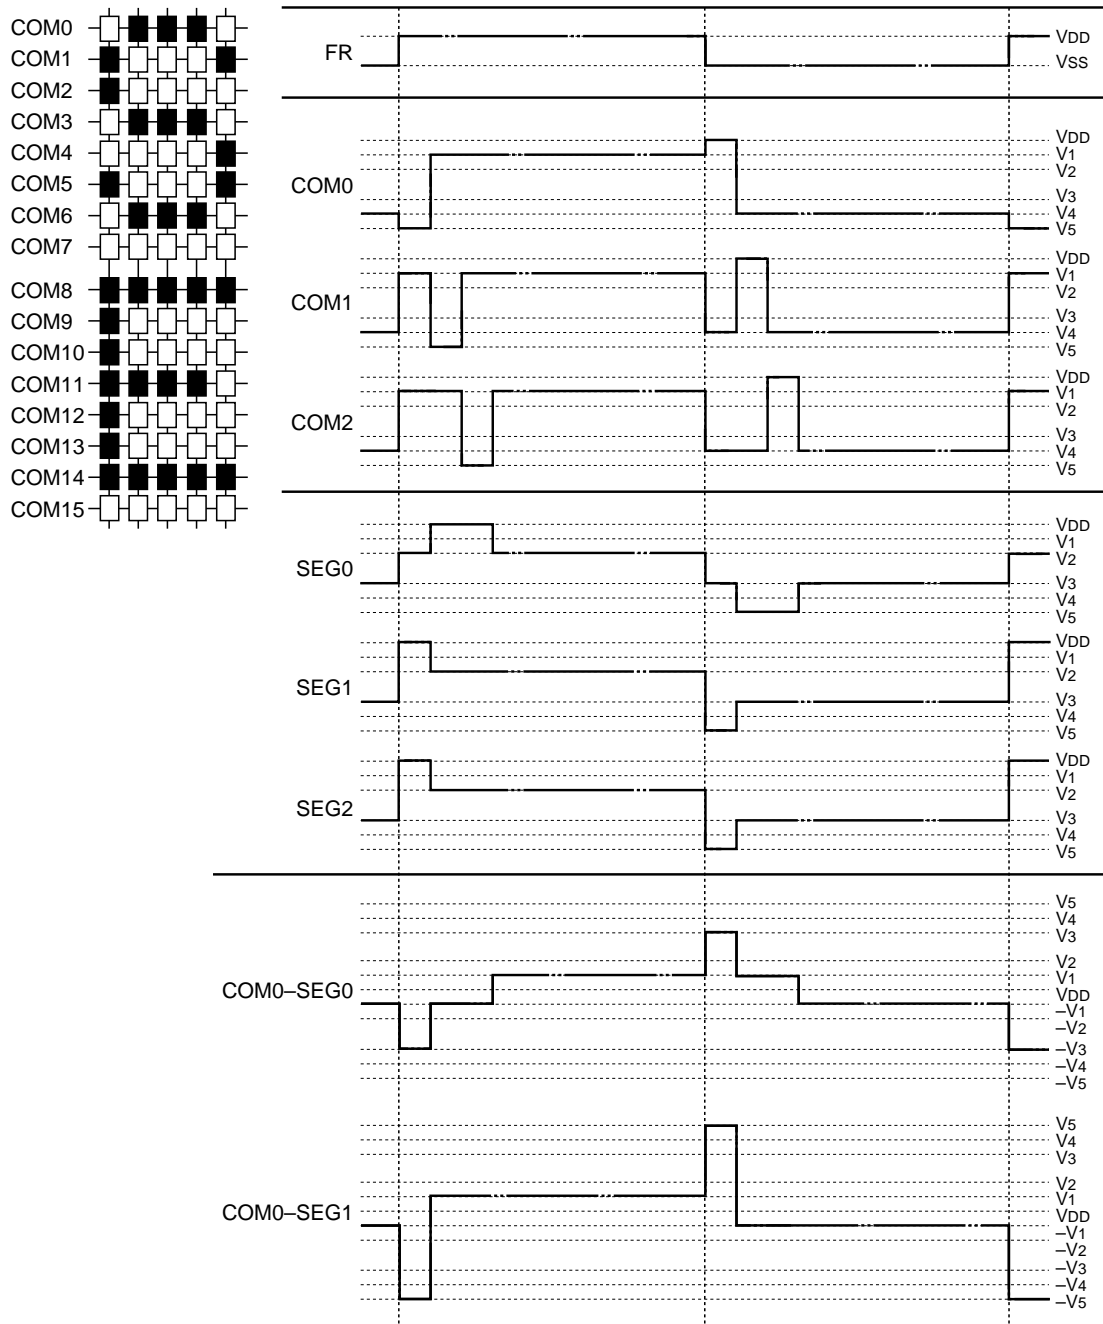 COM0
COM1
COM2
COM3
COM4
COM5
COM6
COM7
COM8
COM9
COM10
COM11
COM12
COM13
COM14
COM15
FR
VDD
VSS
COM0
VDD
V1
V2
V3
V4
V5
COM1
VDD
V1
V2
V3
V4
V5
COM2
VDD
V1
V2
V3
V4
V5
SEG0
VDD
V1
V2
V3
V4
V5
SEG1
VDD
V1
V2
V3
V4
V5
SEG2
VDD
V1
V2
V3
V4
V5
COM0–SEG0
V5
V4
V3
V2
V1
VDD
–V1
–V2
–V3
–V4
–V5
COM0–SEG1
V5
V4
V3
V2
V1
VDD
–V1
–V2
–V3
–V4
–V5